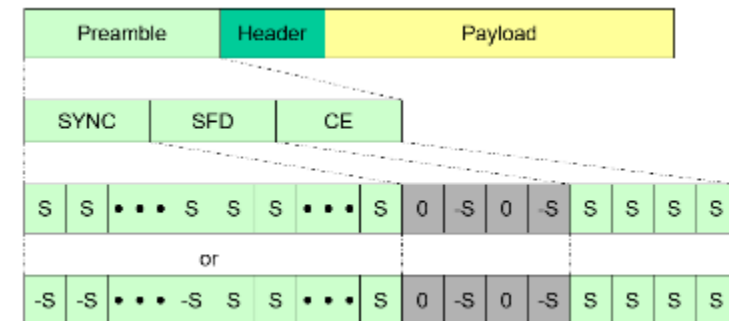 Preamble Header Payload
SYNC SFD CE
S S • • • S S S • • • S 0 -S 0 -S S S S S
or
-S -S • • • -S S S • • • S 0 -S 0 -S S S S S